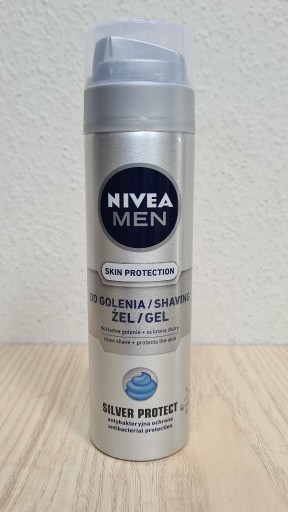 NIVEA
MEN
SKIN PROTECTION
DO GOLENIA / SHAVING
ŻEL / GEL
dokładne golenie + ochrona skóry
close shave + protects the skin
SILVER PROTECT
antybakteryjna ochrona
antibacterial protection